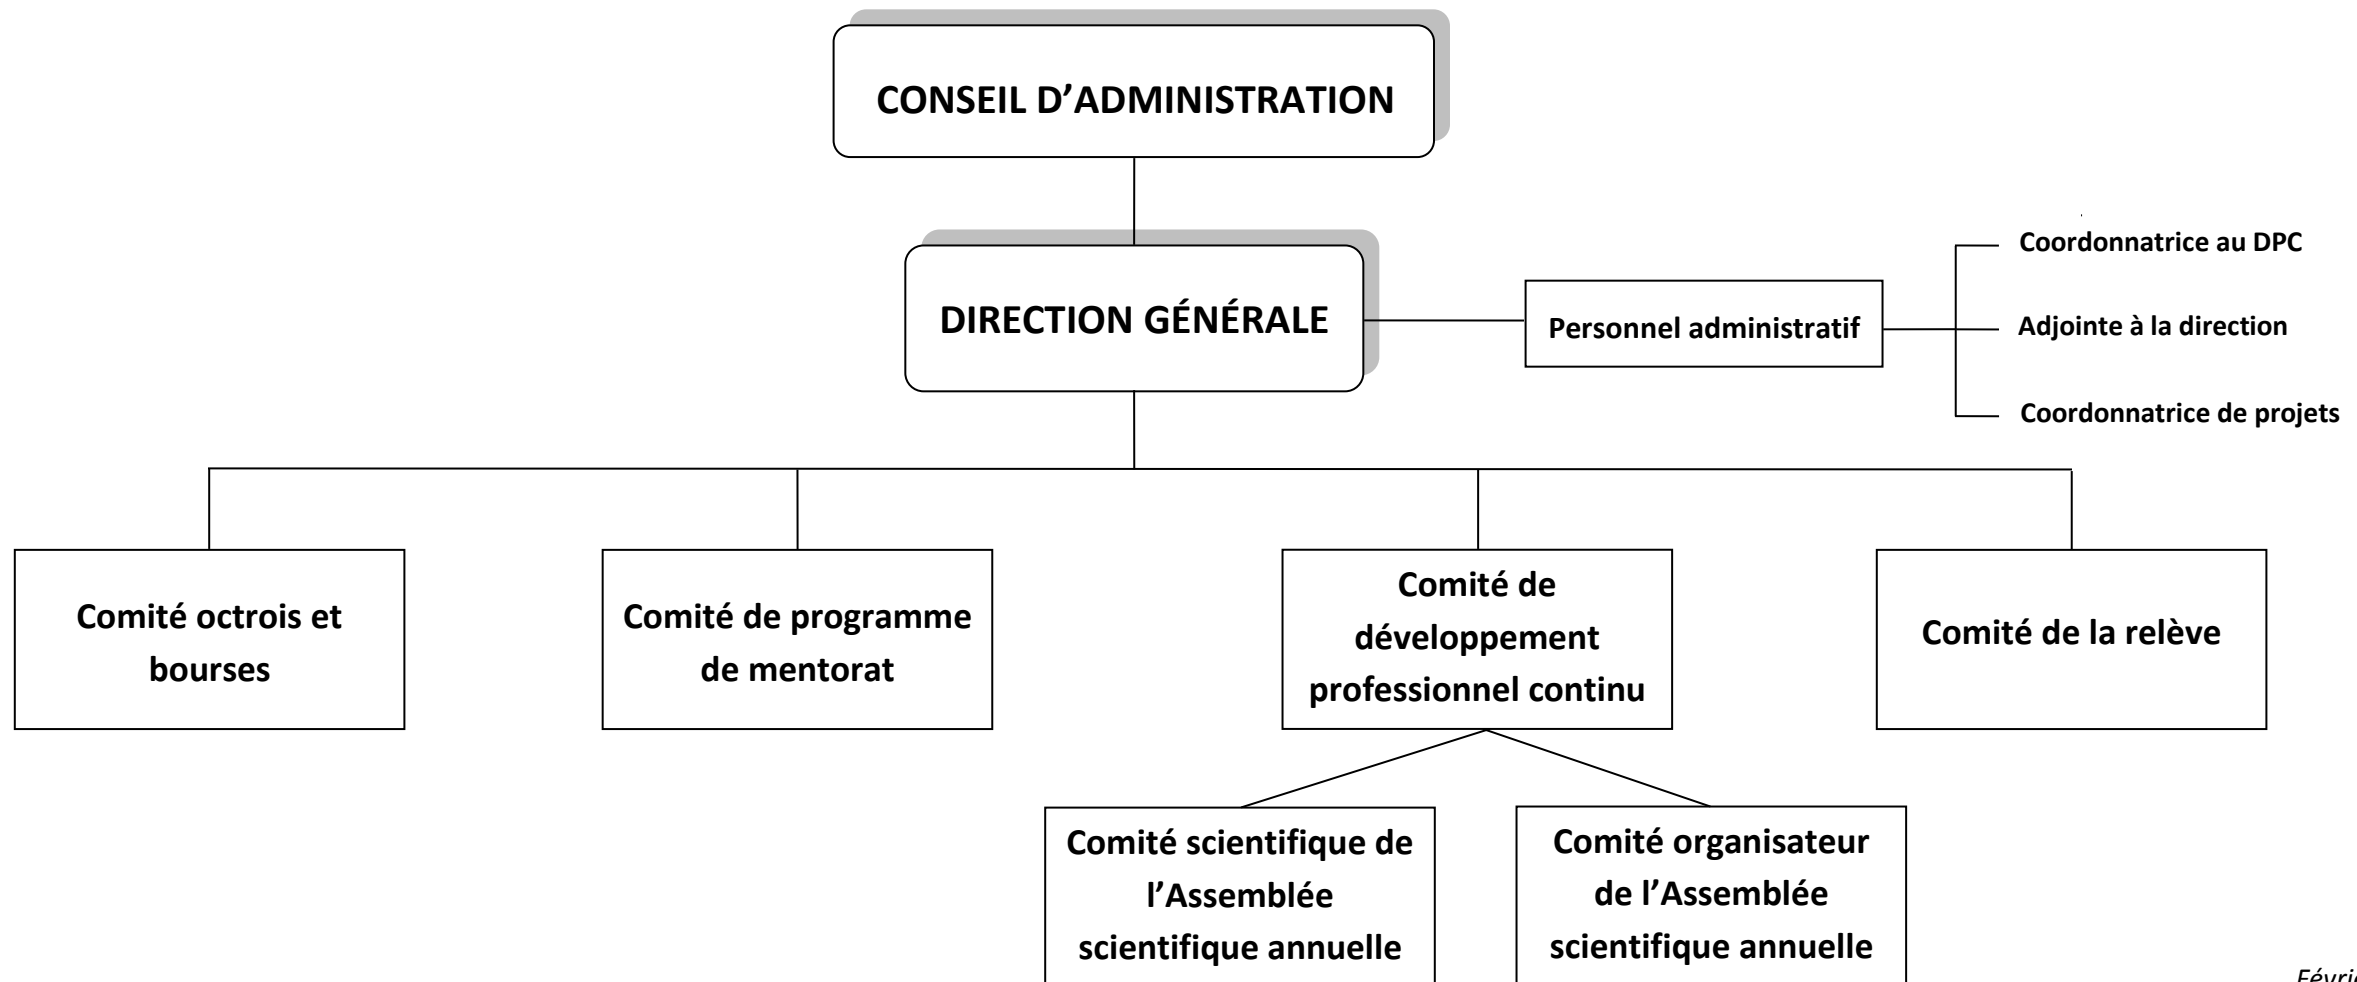 CONSEIL D’ADMINISTRATION
DIRECTION GÉNÉRALE
Personnel administratif
Coordonnatrice au DPC
Adjointe à la direction
Coordonnatrice de projets
Comité octrois et
bourses
Comité de programme
de mentorat
Comité de
développement
professionnel continu
Comité de la relève
Comité scientifique de
l’Assemblée
scientifique annuelle
Comité organisateur
de l’Assemblée
scientifique annuelle